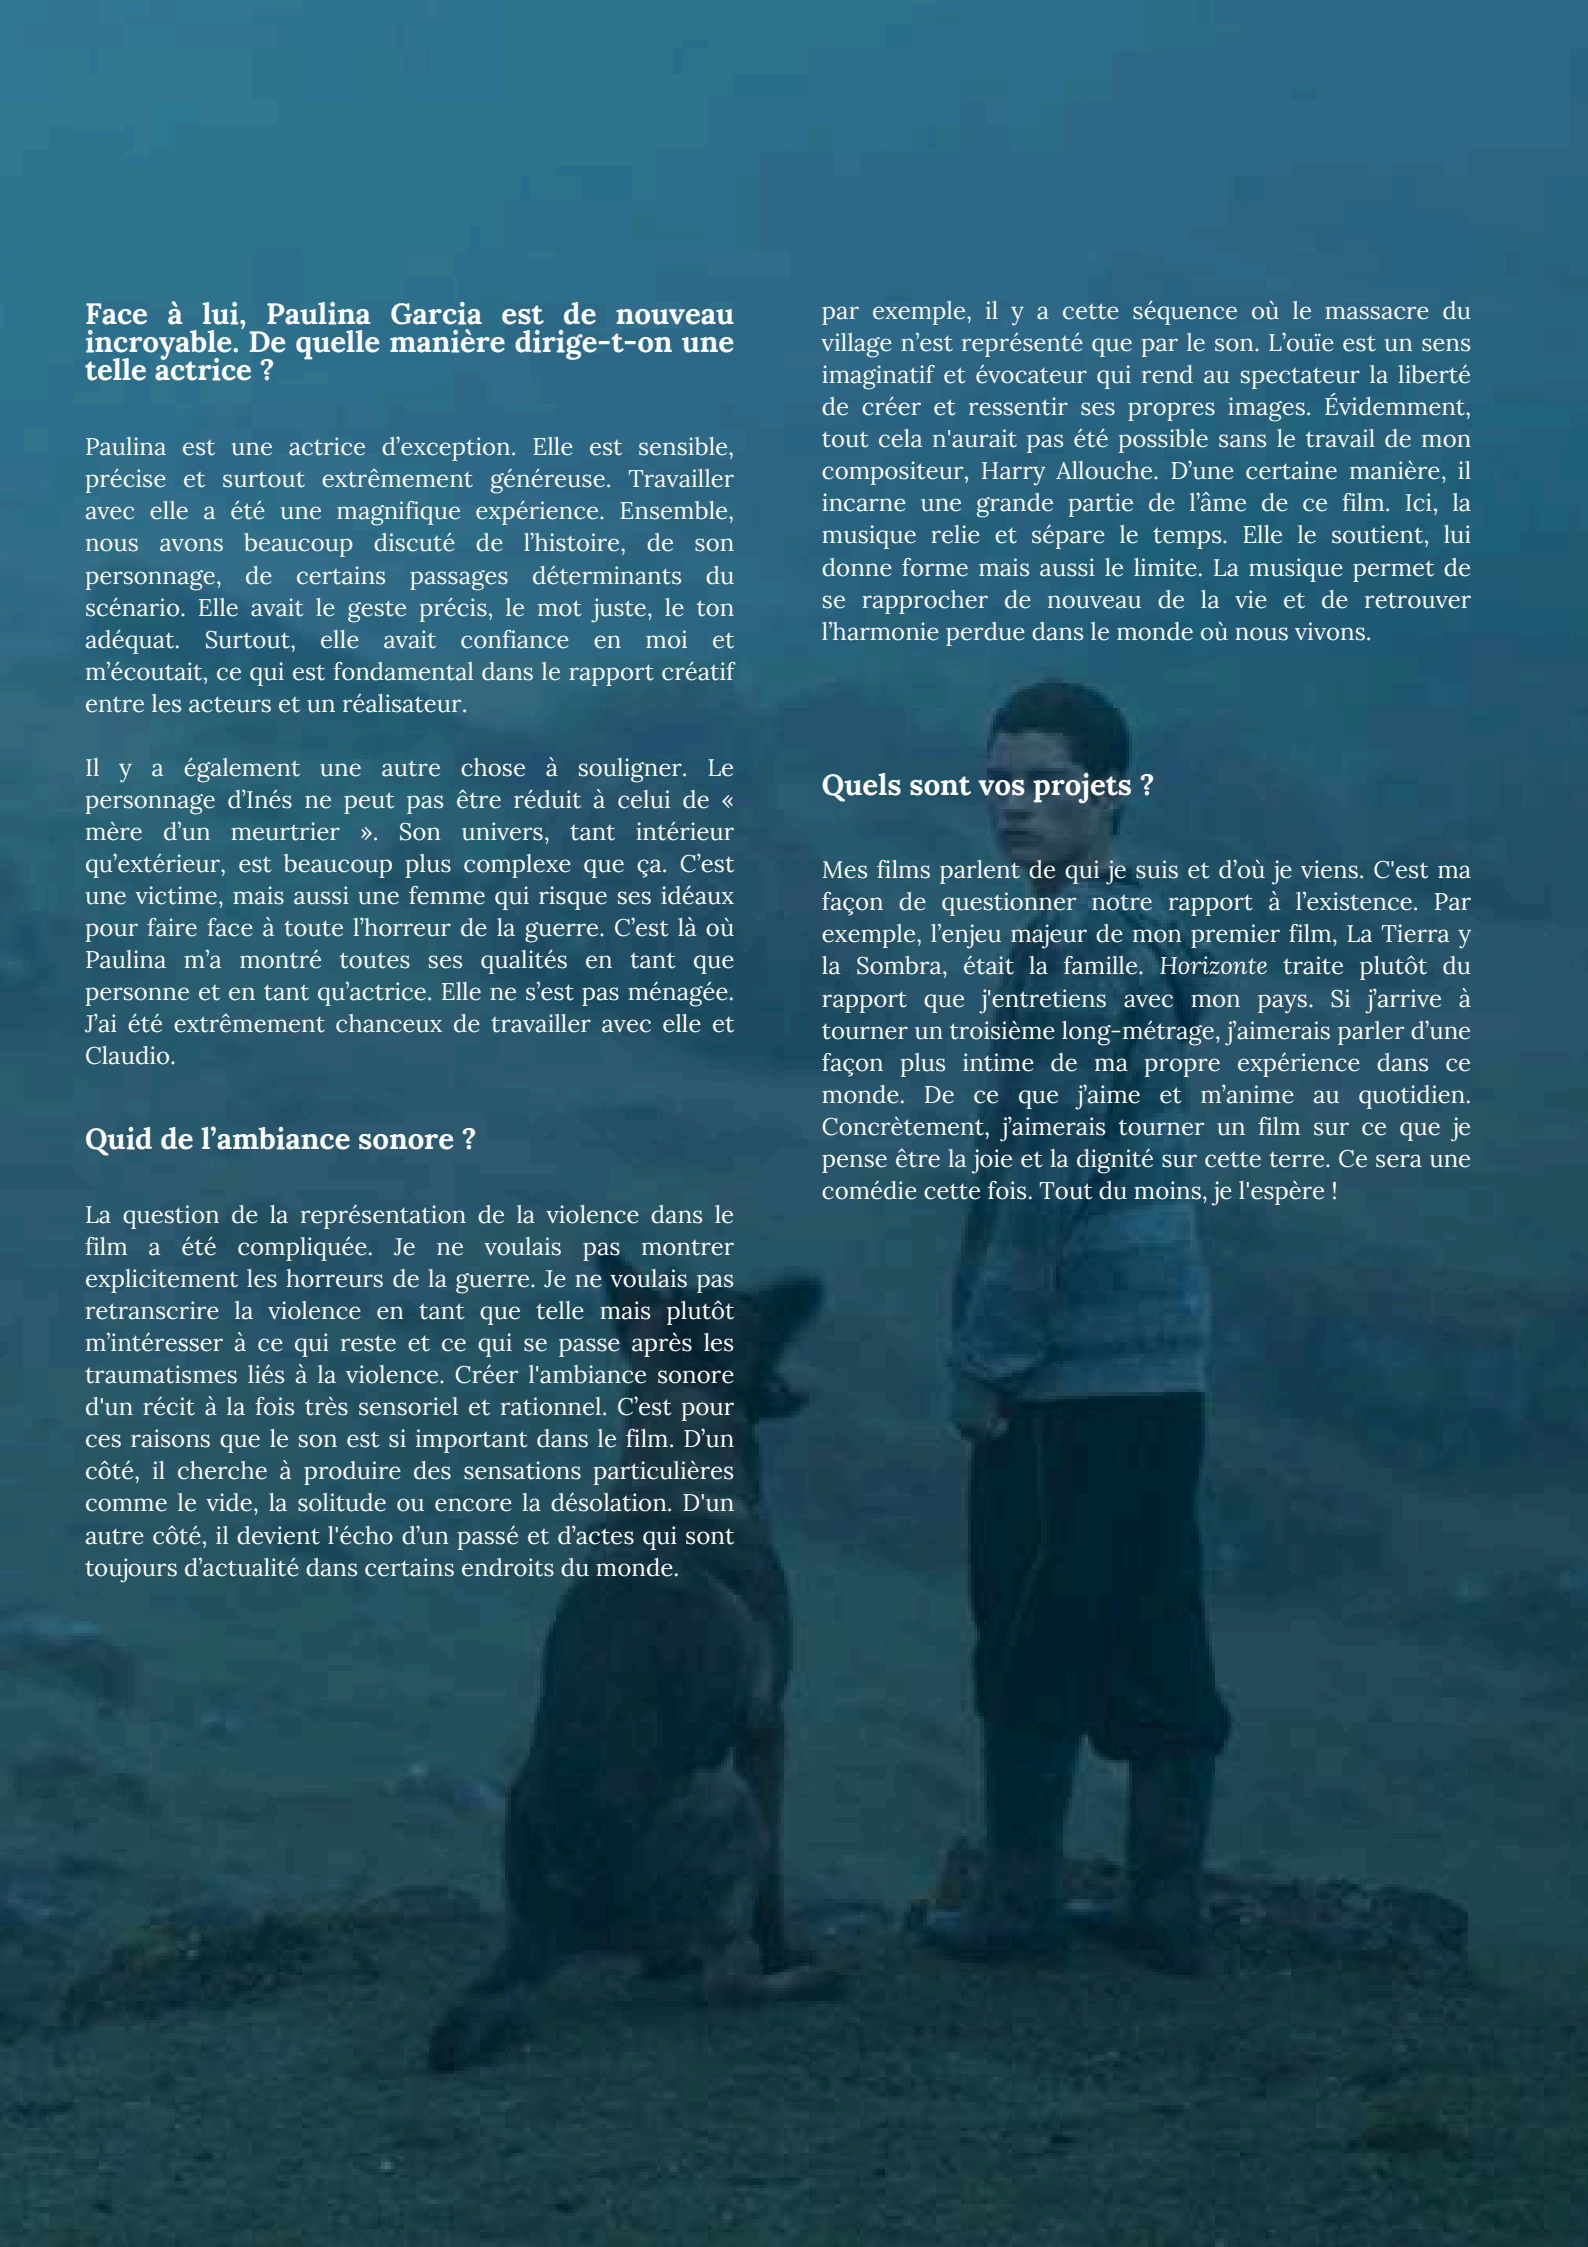 Face à lui, Paulina Garcia est de nouveau
incroyable. De quelle manière dirige-t-on une
telle actrice ?
Paulina est une actrice d’exception. Elle est sensible,
précise et surtout extrêmement généreuse. Travailler
avec elle a été une magnifique expérience. Ensemble,
nous avons beaucoup discuté de l’histoire, de son
personnage, de certains passages déterminants du
scénario. Elle avait le geste précis, le mot juste, le ton
adéquat. Surtout, elle avait confiance en moi et
m’écoutait, ce qui est fondamental dans le rapport créatif
entre les acteurs et un réalisateur.
Il y a également une autre chose à souligner. Le
personnage d’Inés ne peut pas être réduit à celui de «
mère d’un meurtrier ». Son univers, tant intérieur
qu’extérieur, est beaucoup plus complexe que ça. C’est
une victime, mais aussi une femme qui risque ses idéaux
pour faire face à toute l’horreur de la guerre. C’est là où
Paulina m’a montré toutes ses qualités en tant que
personne et en tant qu’actrice. Elle ne s’est pas ménagée.
J’ai été extrêmement chanceux de travailler avec elle et
Claudio.
Quid de l’ambiance sonore ?
La question de la représentation de la violence dans le
film a été compliquée. Je ne voulais pas montrer
explicitement les horreurs de la guerre. Je ne voulais pas
retranscrire la violence en tant que telle mais plutôt
m’intéresser à ce qui reste et ce qui se passe après les
traumatismes liés à la violence. Créer l'ambiance sonore
d'un récit à la fois très sensoriel et rationnel. C’est pour
ces raisons que le son est si important dans le film. D’un
côté, il cherche à produire des sensations particulières
comme le vide, la solitude ou encore la désolation. D'un
autre côté, il devient l'écho d’un passé et d’actes qui sont
toujours d’actualité dans certains endroits du monde.
par exemple, il y a cette séquence où le massacre du
village n’est représenté que par le son. L’ouïe est un sens
imaginatif et évocateur qui rend au spectateur la liberté
de créer et ressentir ses propres images. Évidemment,
tout cela n'aurait pas été possible sans le travail de mon
compositeur, Harry Allouche. D’une certaine manière, il
incarne une grande partie de l’âme de ce film. Ici, la
musique relie et sépare le temps. Elle le soutient, lui
donne forme mais aussi le limite. La musique permet de
se rapprocher de nouveau de la vie et de retrouver
l’harmonie perdue dans le monde où nous vivons.
Quels sont vos projets ?
Mes films parlent de qui je suis et d’où je viens. C'est ma
façon de questionner notre rapport à l’existence. Par
exemple, l’enjeu majeur de mon premier film, La Tierra y
la Sombra, était la famille. Horizonte traite plutôt du
rapport que j'entretiens avec mon pays. Si j’arrive à
tourner un troisième long-métrage, j’aimerais parler d’une
façon plus intime de ma propre expérience dans ce
monde. De ce que j’aime et m’anime au quotidien.
Concrètement, j’aimerais tourner un film sur ce que je
pense être la joie et la dignité sur cette terre. Ce sera une
comédie cette fois. Tout du moins, je l'espère !